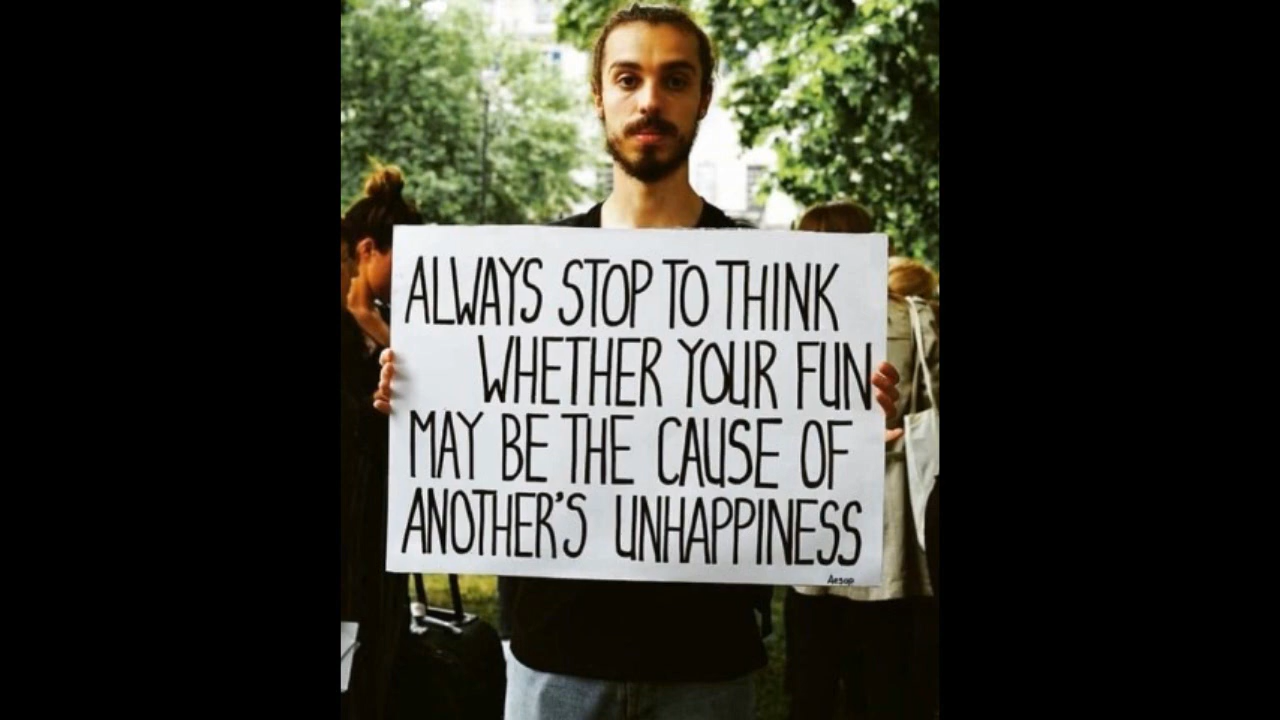 ALWAYS STOP TO THINK
WHETHER YOUR FUN
MAY BE THE CAUSE OF
ANOTHER'S UNHAPPINESS
Aesop